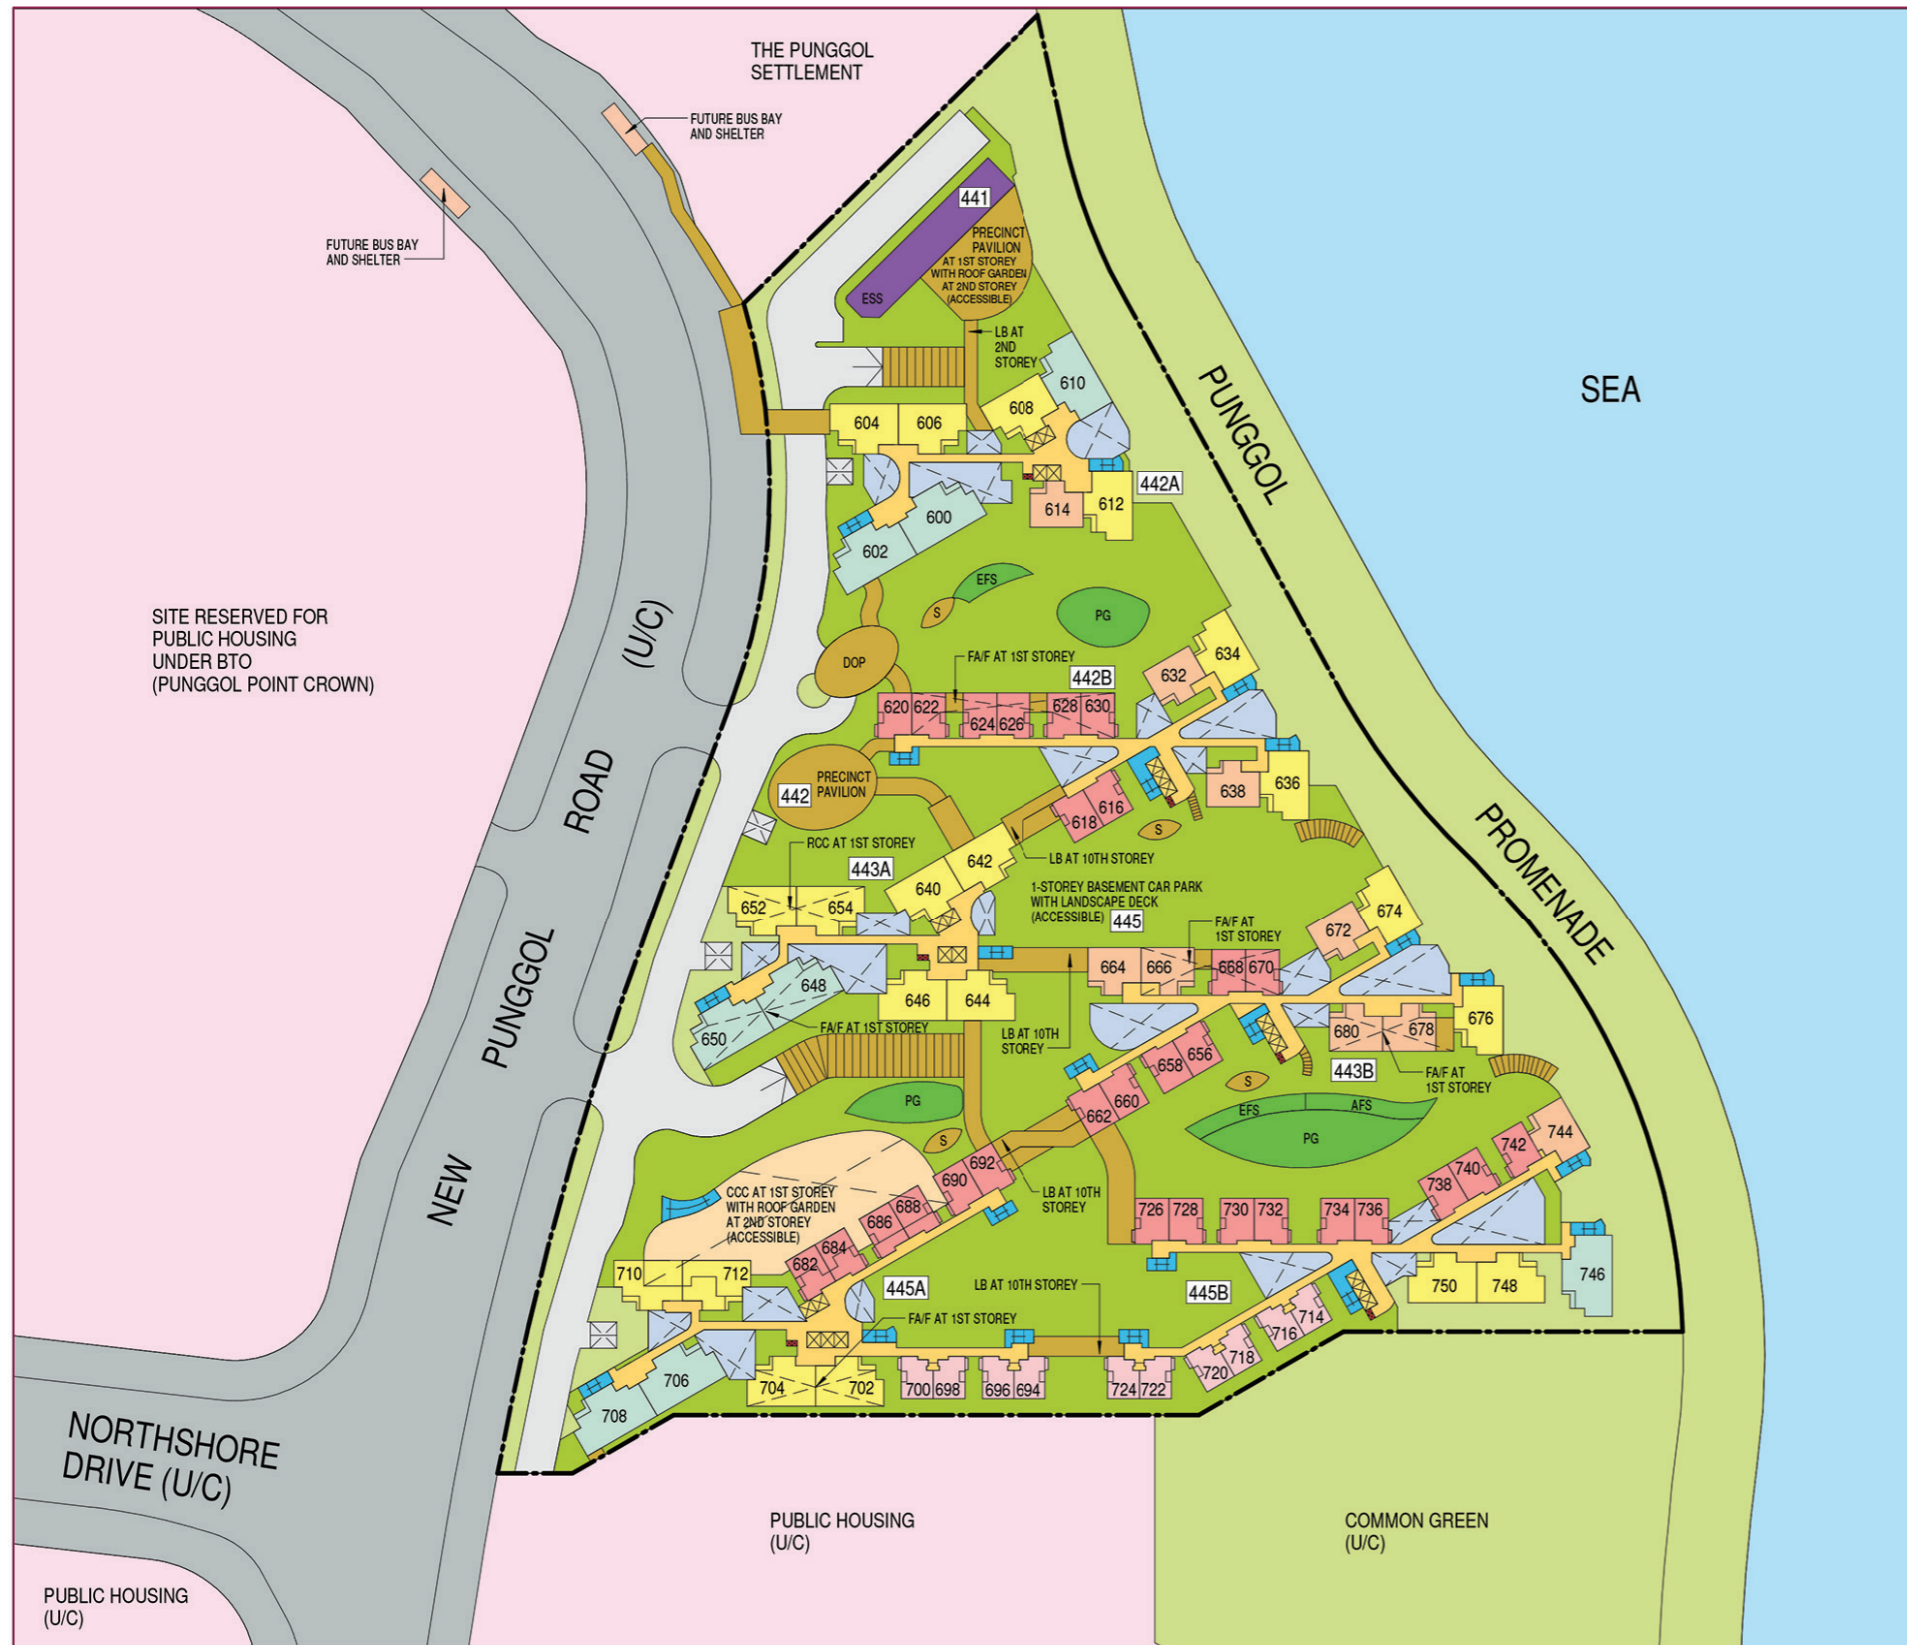 THE PUNGGOL
SETTLEMENT
FUTURE BUS BAY
AND SHELTER
FUTURE BUS BAY
AND SHELTER
441
PRECINCT
PAVILION
AT 1ST STOREY
WITH ROOF GARDEN
AT 2ND STOREY
(ACCESSIBLE)
ESS
LB AT
2ND
STOREY
610
608
604
606
442A
614
612
600
602
SEA
PUNGGOL
PROMENADE
SITE RESERVED FOR
PUBLIC HOUSING
UNDER BTO
(PUNGGOL POINT CROWN)
NEW
PUNGGOL
ROAD
(U/C)
EFS
S
PG
DOP
FA/F AT 1ST STOREY
442B
632
634
620
622
624
626
628
630
PRECINCT
PAVILION
442
638
636
616
618
S
LB AT 10TH STOREY
RCC AT 1ST STOREY
443A
642
640
652
654
1-STOREY BASEMENT CAR PARK
WITH LANDSCAPE DECK
(ACCESSIBLE)
445
FA/F AT
1ST STOREY
672
674
664
666
668
670
648
646
644
650
FA/F AT 1ST STOREY
LB AT 10TH
STOREY
680
678
676
658
656
443B
FA/F AT
1ST STOREY
S
662
660
PG
S
EFS
AFS
PG
742
744
738
740
692
690
LB AT 10TH
STOREY
CCC AT 1ST STOREY
WITH ROOF GARDEN
AT 2ND STOREY
(ACCESSIBLE)
686
688
682
684
726
728
730
732
734
736
710
712
445A
LB AT 10TH STOREY
445B
750
748
746
FA/F AT 1ST STOREY
716
714
720
718
706
708
704
702
700
698
696
694
724
722
NORTHSHORE
DRIVE (U/C)
PUBLIC HOUSING
(U/C)
COMMON GREEN
(U/C)
PUBLIC HOUSING
(U/C)